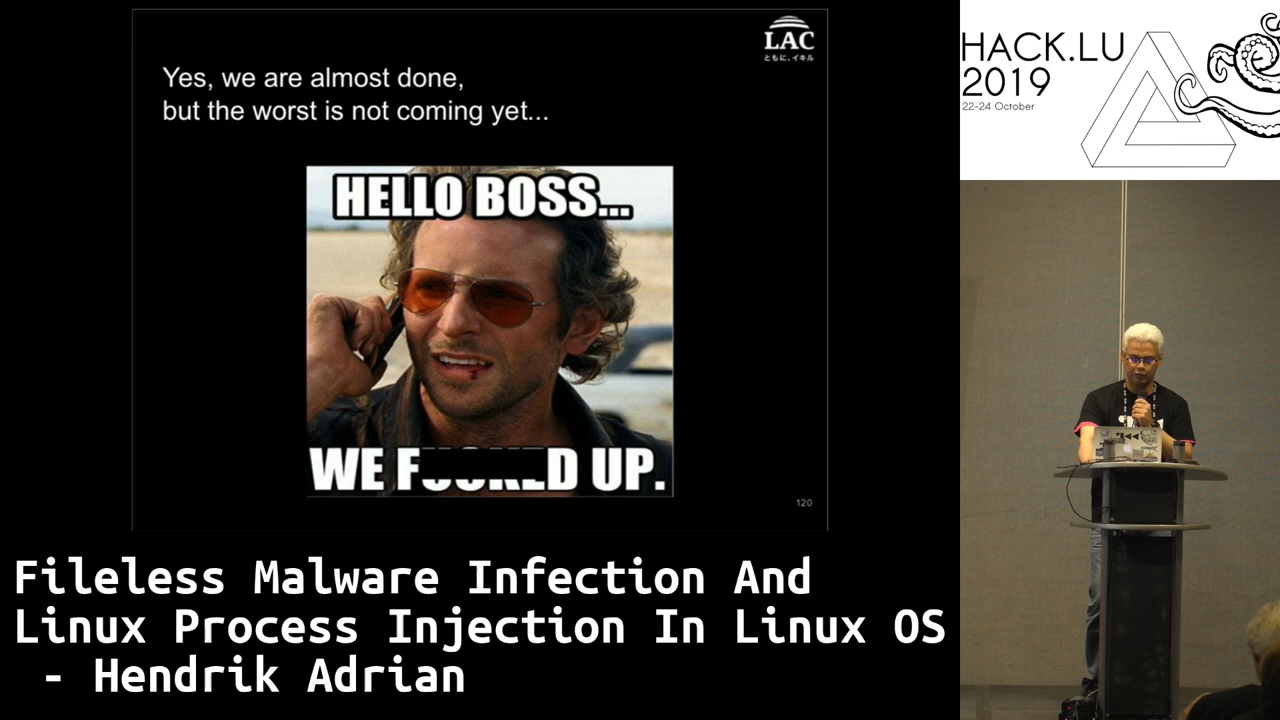 LAC
ともに、イキル
Yes, we are almost done,
but the worst is not coming yet...
HELLO BOSS...
WE F D UP.
120
HACK.LU
2019
22-24 October
Fileless Malware Infection And
Linux Process Injection In Linux OS
- Hendrik Adrian